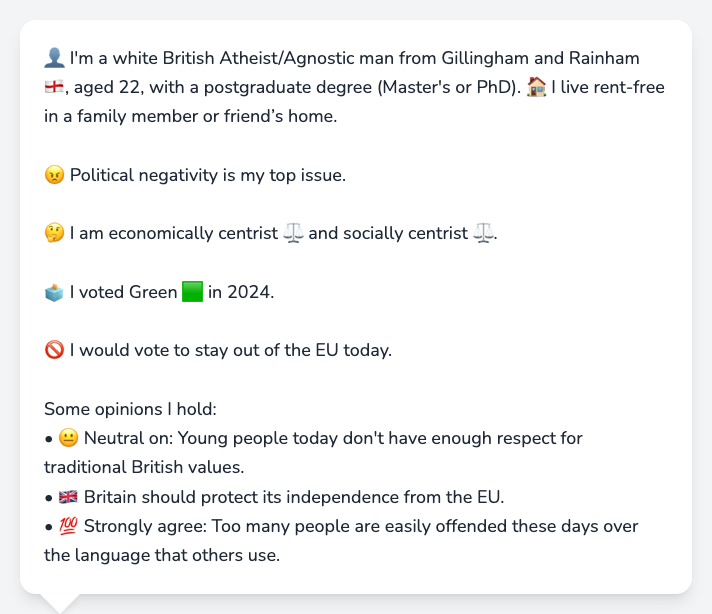 👤 I'm a white British Atheist/Agnostic man from Gillingham and Rainham
🏴󠁧󠁢󠁥󠁮󠁧󠁿, aged 22, with a postgraduate degree (Master's or PhD). 🏠 I live rent-free
in a family member or friend’s home.
😠 Political negativity is my top issue.
🤔 I am economically centrist ⚖️ and socially centrist ⚖️.
🗳️ I voted Green 🟩 in 2024.
🚫 I would vote to stay out of the EU today.
Some opinions I hold:
• 😐 Neutral on: Young people today don't have enough respect for
traditional British values.
• 🇬🇧 Britain should protect its independence from the EU.
• 💯 Strongly agree: Too many people are easily offended these days over
the language that others use.